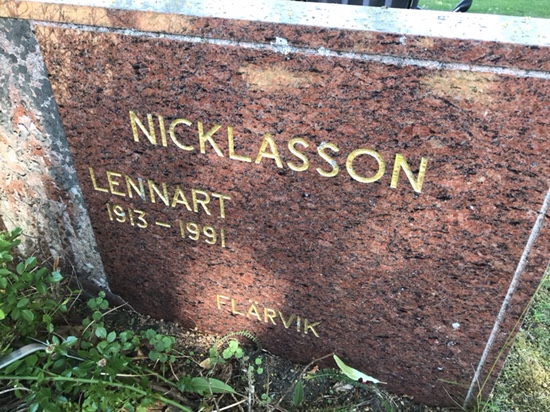 NICKLASSON
LENNART
1913 – 1991
FLÄRVIK